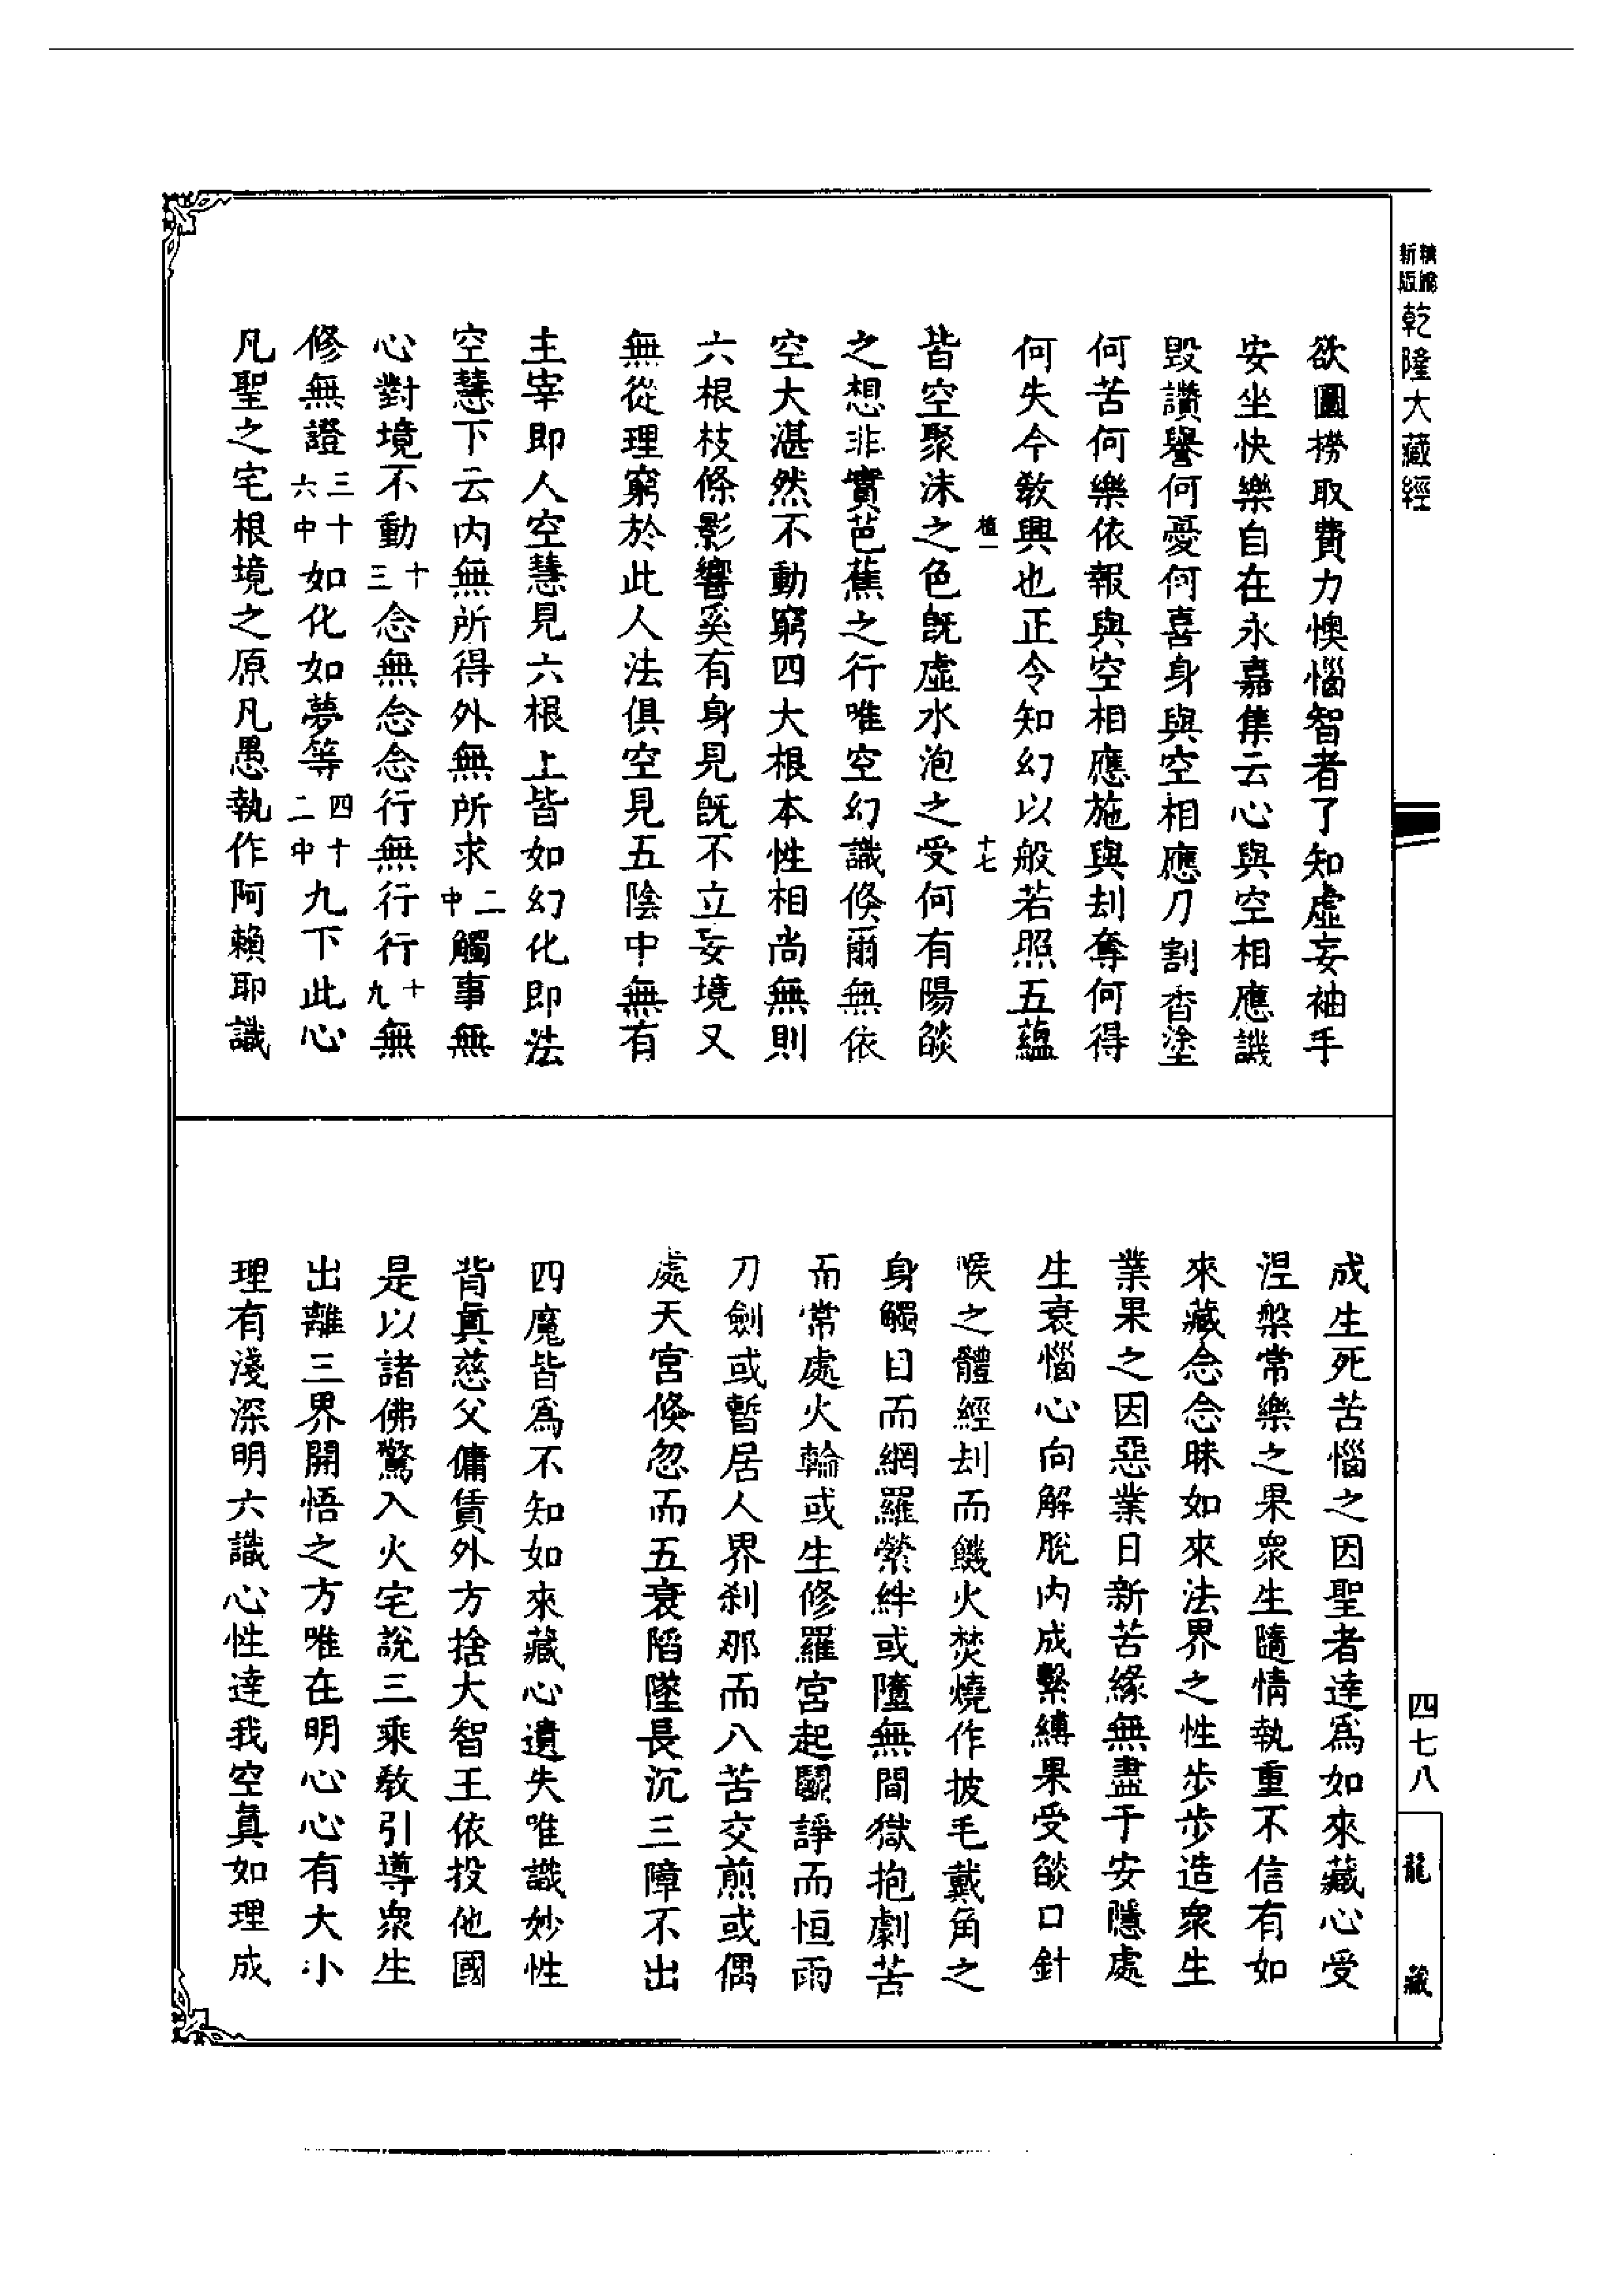 精縮新版乾隆大藏經
欲圖撈取費力懊惱智者了知虛妄袖手
安坐快樂自在永嘉集云心與空相應譏
毀讚譽何憂何喜身與空相應刀割香塗
何苦何樂依報與空相應施與刦奪何得
何失今敎興也正令知幻以般若照五蘊
植一 十七
皆空聚沫之色旣虛水泡之受何有陽燄
之想非實芭蕉之行唯空幻識倏爾無依
空大湛然不動窮四大根本性相尚無則
六根枝條影響奚有身見旣不立妄境又
無從理窮於此人法俱空見五陰中無有
主宰即人空慧見六根上皆如幻化即法
空慧下云內無所得外無所求二中觸事無
心對境不動十三念無念念行無行行十九無
修無證三十六中如化如夢等四十二中九下此心
凡聖之宅根境之原凡愚執作阿賴耶識
成生死苦惱之因聖者達爲如來藏心受
涅槃常樂之果衆生隨情執重不信有如
來藏念念昧如來法界之性步步造衆生
業果之因惡業日新苦緣無盡于安隱處
生衰惱心向解脫內成繫縛果受燄口針
喉之體經刦而饑火焚燒作披毛戴角之
身觸目而網羅縈絆或墮無間獄抱劇苦
而常處火輪或生修羅宮起鬭諍而恒雨
刀劍或暫居人界刹那而八苦交煎或偶
處天宮倏忽而五衰陷墜長沉三障不出
四魔皆爲不知如來藏心遺失唯識妙性
背眞慈父傭賃外方捨大智王依投他國
是以諸佛驚入火宅說三乘敎引導衆生
出離三界開悟之方唯在明心心有大小
理有淺深明六識心性達我空眞如理成
四七八
龍藏